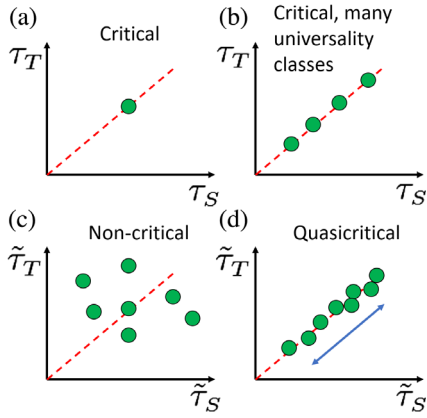 (a)
Critical
τ_T
τ_S
(b)
Critical, many
universality
classes
τ_T
τ_S
(c)
Non-critical
τ̃_T
τ̃_S
(d)
Quasicritical
τ̃_T
τ̃_S